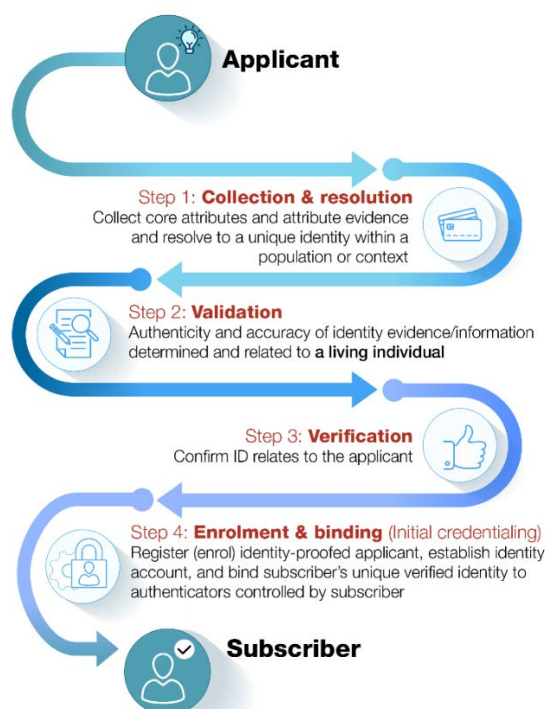 Applicant
Step 1: Collection & resolution
Collect core attributes and attribute evidence
and resolve to a unique identity within a
population or context
Step 2: Validation
Authenticity and accuracy of identity evidence/information
determined and related to a living individual
Step 3: Verification
Confirm ID relates to the applicant
Step 4: Enrolment & binding (Initial credentialing)
Register (enrol) identity-proofed applicant, establish identity
account, and bind subscriber's unique verified identity to
authenticators controlled by subscriber
Subscriber